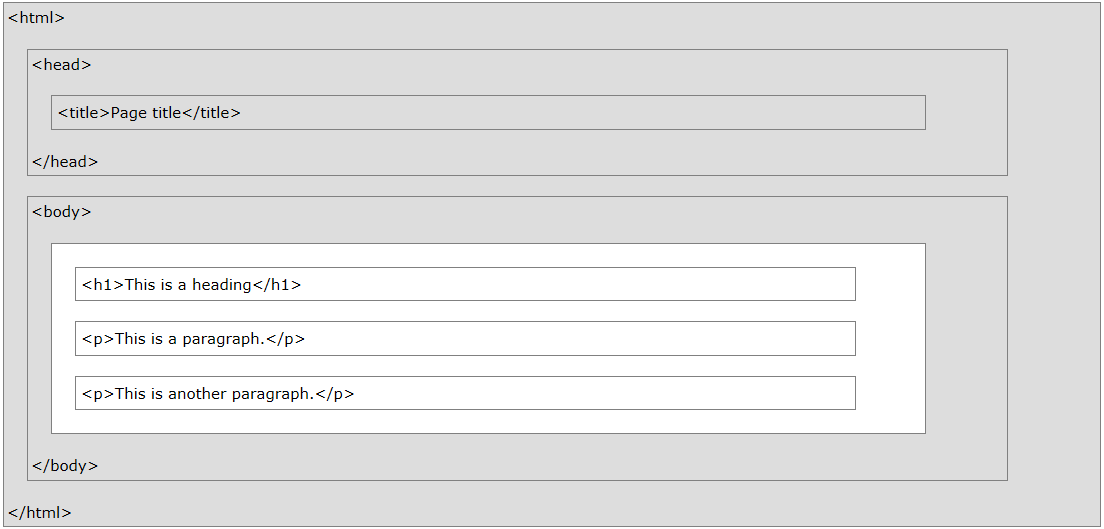 <html>
<head>
<title>Page title</title>
</head>
<body>
<h1>This is a heading</h1>
<p>This is a paragraph.</p>
<p>This is another paragraph.</p>
</body>
</html>